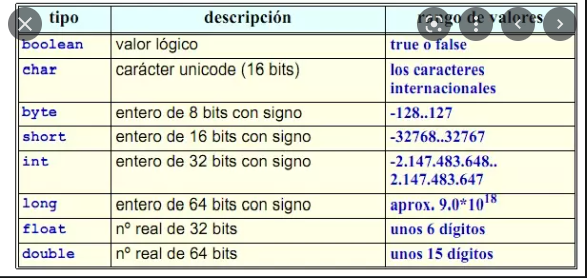 tipo descripción rango de valores
boolean valor lógico true o false
char carácter unicode (16 bits) los caracteres
internacionales
byte entero de 8 bits con signo -128..127
short entero de 16 bits con signo -32768..32767
int entero de 32 bits con signo -2.147.483.648..
2.147.483.647
long entero de 64 bits con signo aprox. 9.0*10¹⁸
float nº real de 32 bits unos 6 dígitos
double nº real de 64 bits unos 15 dígitos